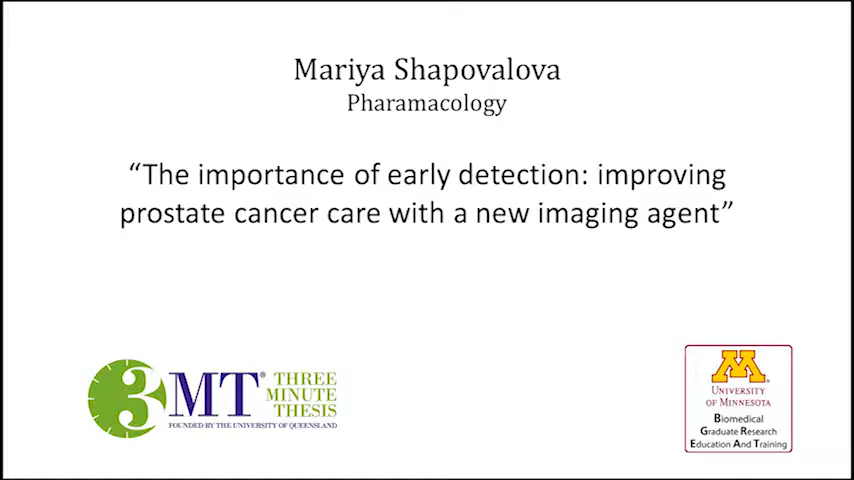 Mariya Shapovalova
Pharamacology
“The importance of early detection: improving
prostate cancer care with a new imaging agent”
3MT® THREE
MINUTE
THESIS
FOUNDED BY THE UNIVERSITY OF QUEENSLAND
M
UNIVERSITY
OF MINNESOTA
Biomedical
Graduate Research
Education And Training